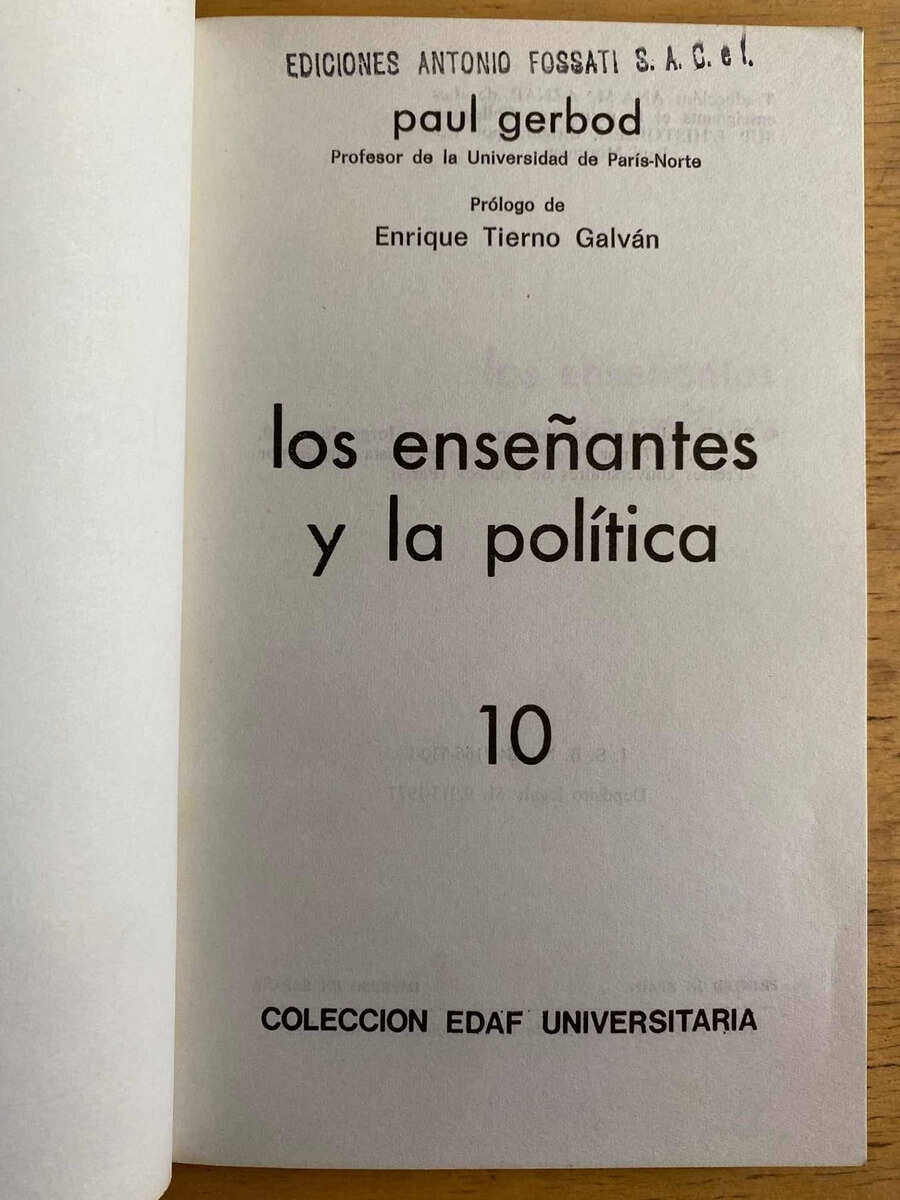 EDICIONES ANTONIO FOSSATI S. A. C. e I.
paul gerbod
Profesor de la Universidad de París-Norte
Prólogo de
Enrique Tierno Galván
los enseñantes
y la política
10
COLECCION EDAF UNIVERSITARIA